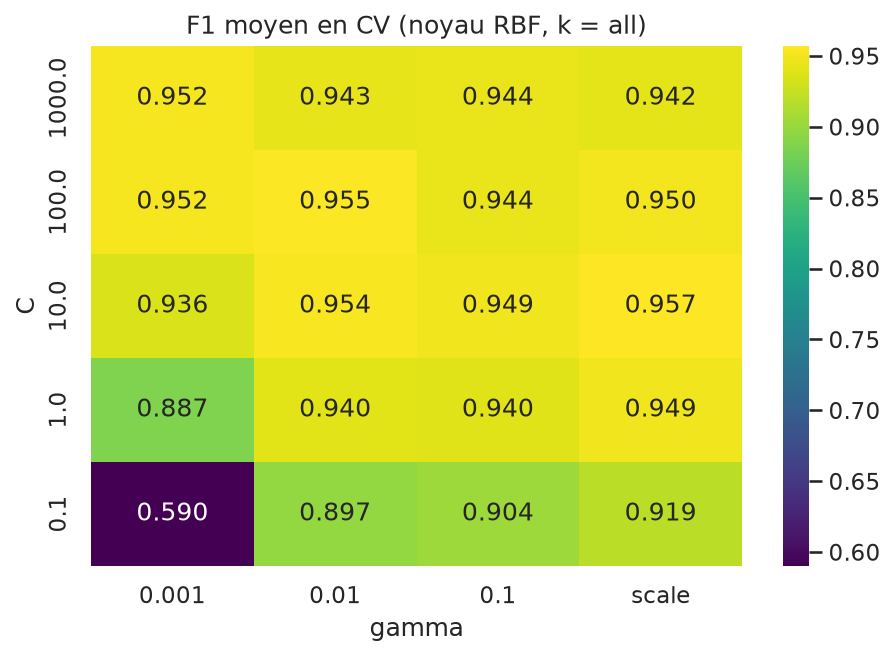 F1 moyen en CV (noyau RBF, k = all)
C
1000.0 0.952 0.943 0.944 0.942
100.0 0.952 0.955 0.944 0.950
10.0 0.936 0.954 0.949 0.957
1.0 0.887 0.940 0.940 0.949
0.1 0.590 0.897 0.904 0.919
0.001 0.01 0.1 scale
gamma
0.95
0.90
0.85
0.80
0.75
0.70
0.65
0.60